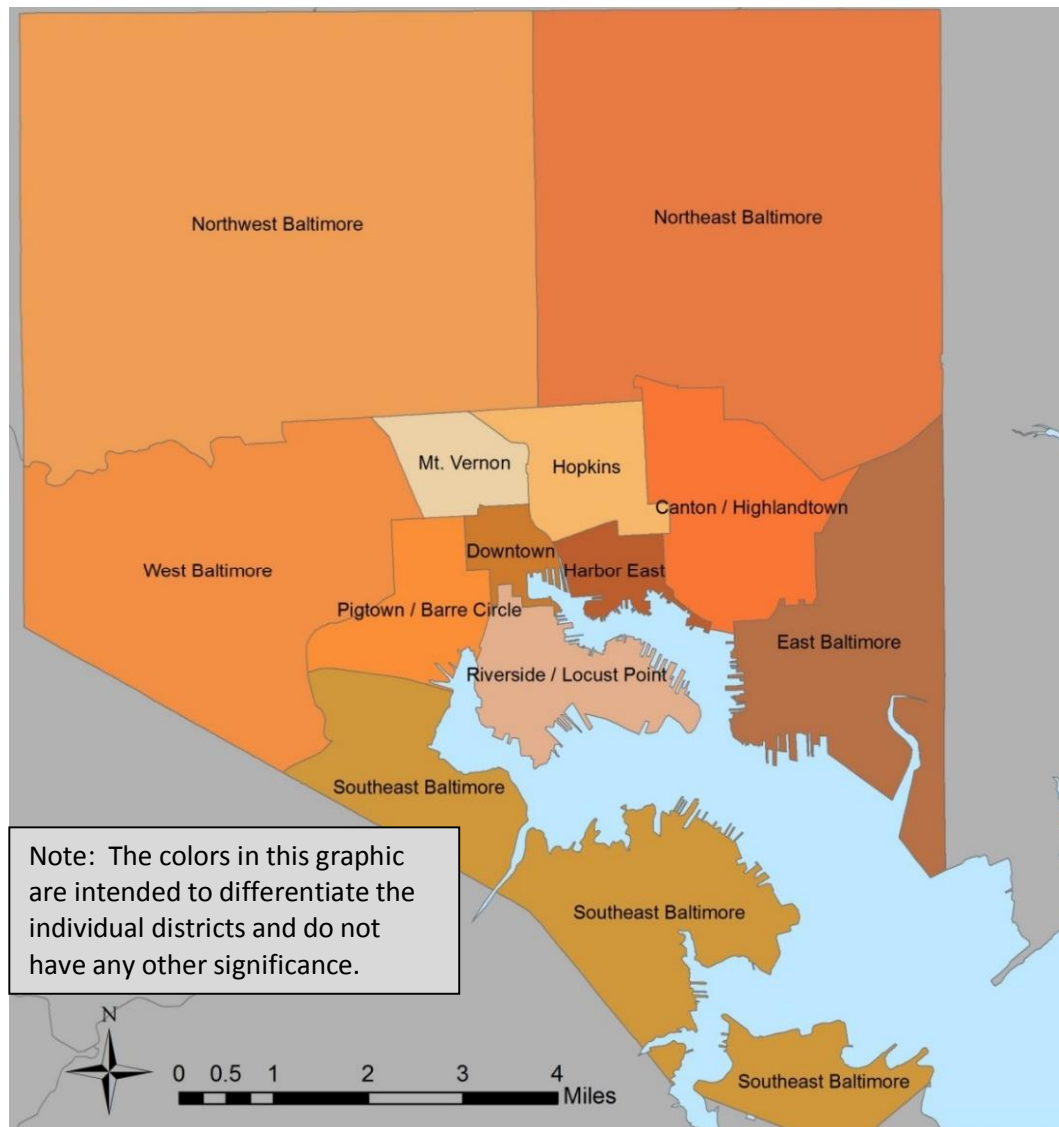 Northeast Baltimore
Northwest Baltimore
Mt. Vernon
Hopkins
Canton / Highlandtown
Downtown
Harbor East
West Baltimore
Pigtown / Barre Circle
East Baltimore
Riverside / Locust Point
Southeast Baltimore
Note: The colors in this graphic
are intended to differentiate the
individual districts and do not
have any other significance.
Southeast Baltimore
N
0 0.5 1 2 3 4
Miles
Southeast Baltimore